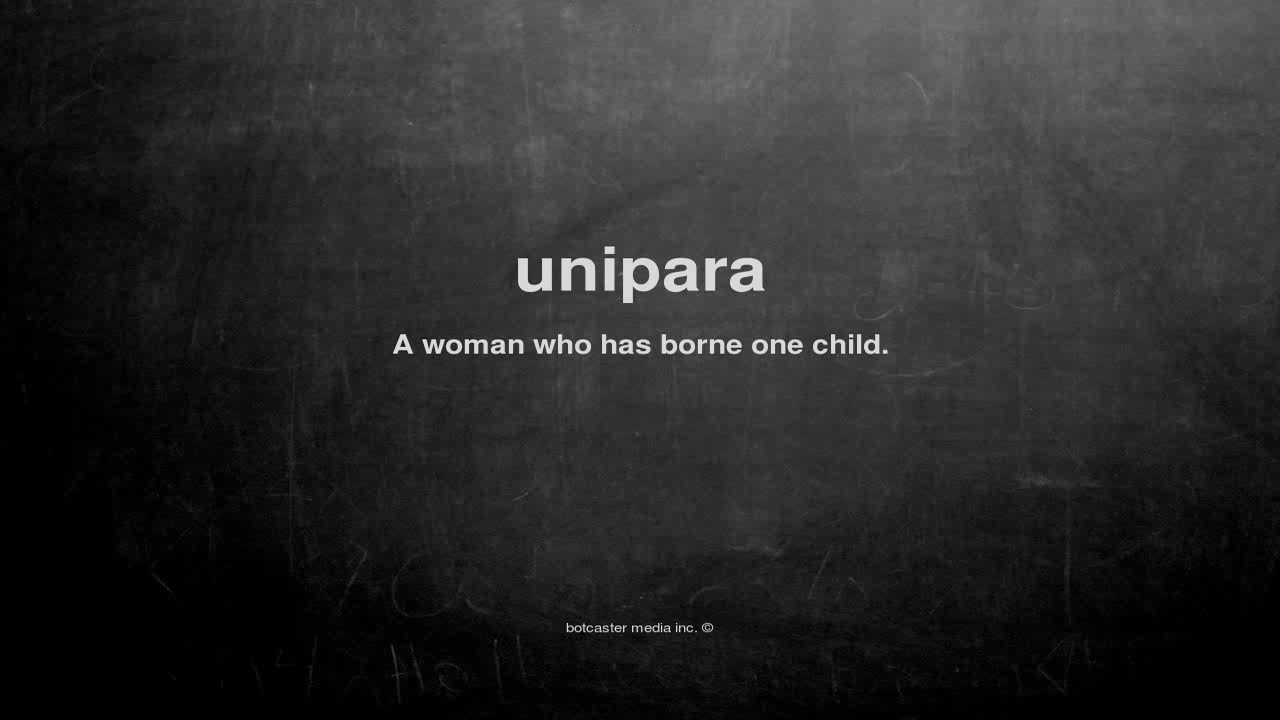 unipara
A woman who has borne one child.
botcaster media inc. ©